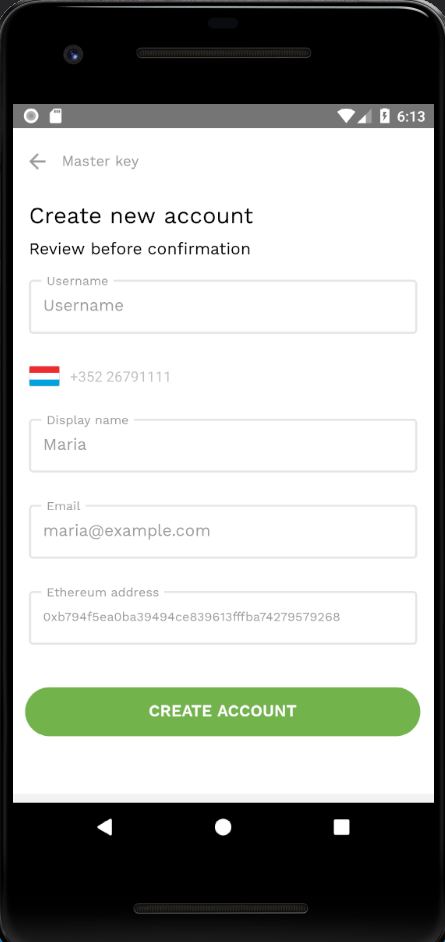 6:13
Master key
Create new account
Review before confirmation
Username
Username
+352 26791111
Display name
Maria
Email
maria@example.com
Ethereum address
0xb794f5ea0ba39494ce839613fffba74279579268
CREATE ACCOUNT